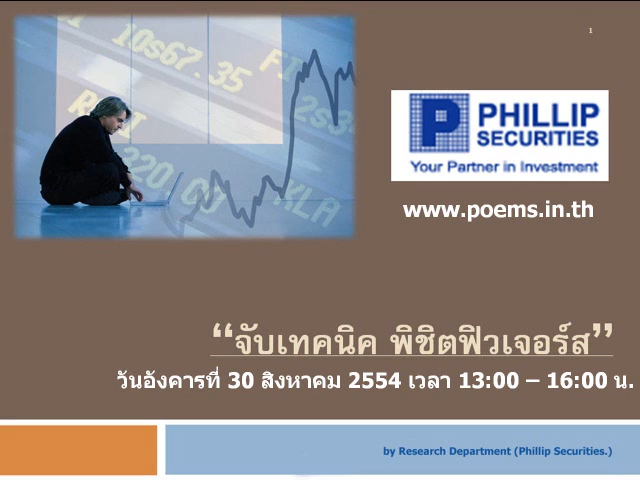 1
10s67.35
PHILLIP
SECURITIES
Your Partner in Investment
www.poems.in.th
“จับเทคนิค พิชิตฟิวเจอร์ส”
วันอังคารที่ 30 สิงหาคม 2554 เวลา 13:00 – 16:00 น.
by Research Department (Phillip Securities.)